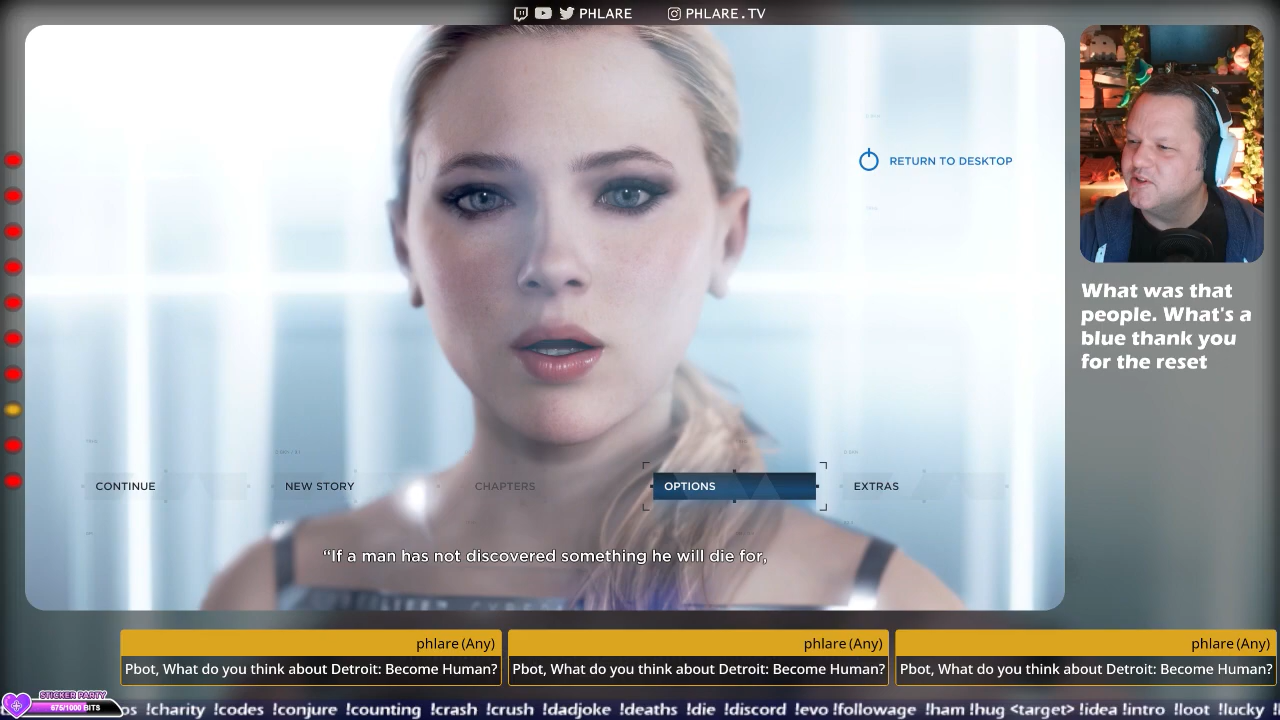 PHLARE PHLARE.TV
RETURN TO DESKTOP
What was that
people. What's a
blue thank you
for the reset
CONTINUE NEW STORY CHAPTERS OPTIONS EXTRAS
“If a man has not discovered something he will die for,
phlare (Any) phlare (Any) phlare (Any)
Pbot, What do you think about Detroit: Become Human? Pbot, What do you think about Detroit: Become Human? Pbot, What do you think about Detroit: Become Human?
STICKER PARTY
675/1000 BITS
os !charity !codes !conjure !counting !crash !crush !dadjoke !deaths !die !discord !evo !followage !ham !hug <target> !idea !intro !loot !lucky